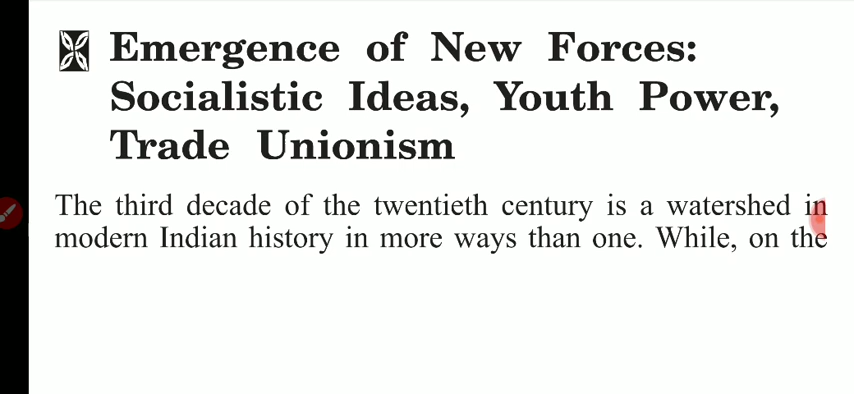 Emergence of New Forces:
Socialistic Ideas, Youth Power,
Trade Unionism
The third decade of the twentieth century is a watershed in
modern Indian history in more ways than one. While, on the